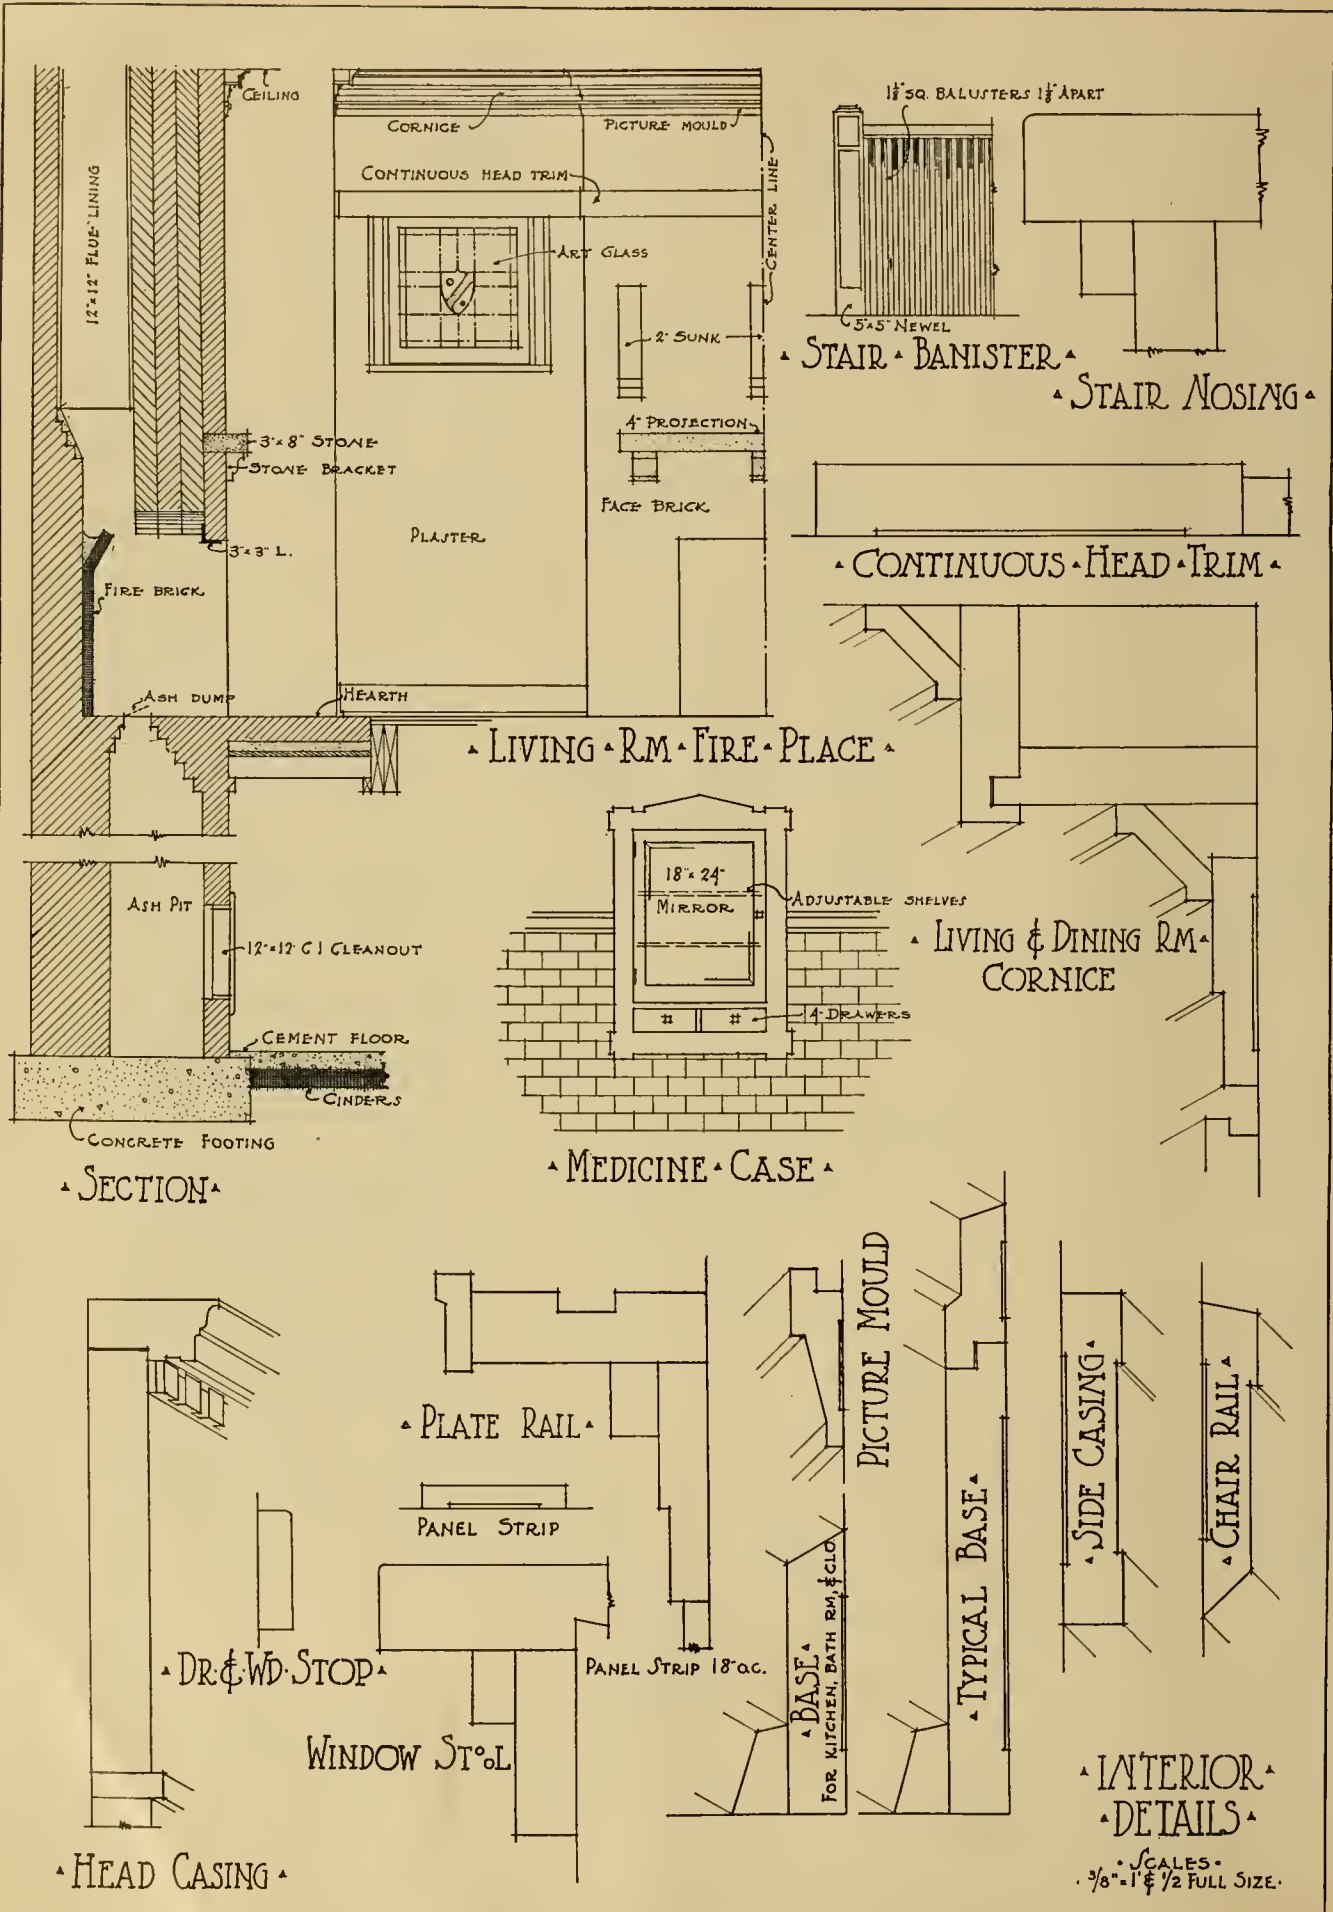 CEILING
12"x12" FLUE LINING
CORNICE
PICTURE MOULD
CONTINUOUS HEAD TRIM
CENTER LINE
ART GLASS
2" SUNK
4" PROJECTION
3"x8" STONE
STONE BRACKET
FACE BRICK
PLASTER
3"x3" L.
FIRE BRICK
ASH DUMP
HEARTH
LIVING RM FIRE PLACE
ASH PIT
12"x12" C I CLEANOUT
CEMENT FLOOR
CINDERS
CONCRETE FOOTING
SECTION
1⅛" SQ. BALUSTERS 1⅛" APART
5"x5" NEWEL
STAIR BANISTER
STAIR NOSING
CONTINUOUS HEAD TRIM
18"x24"
MIRROR
ADJUSTABLE SHELVES
4-DRAWERS
MEDICINE CASE
LIVING & DINING RM
CORNICE
PLATE RAIL
PANEL STRIP
PICTURE MOULD
TYPICAL BASE
SIDE CASING
CHAIR RAIL
DR. & WD. STOP
PANEL STRIP 18" O.C.
WINDOW STOOL
BASE
FOR KITCHEN, BATH RM, & CLO.
HEAD CASING
INTERIOR
DETAILS
SCALES
3/8" = 1' & 1/2 FULL SIZE.